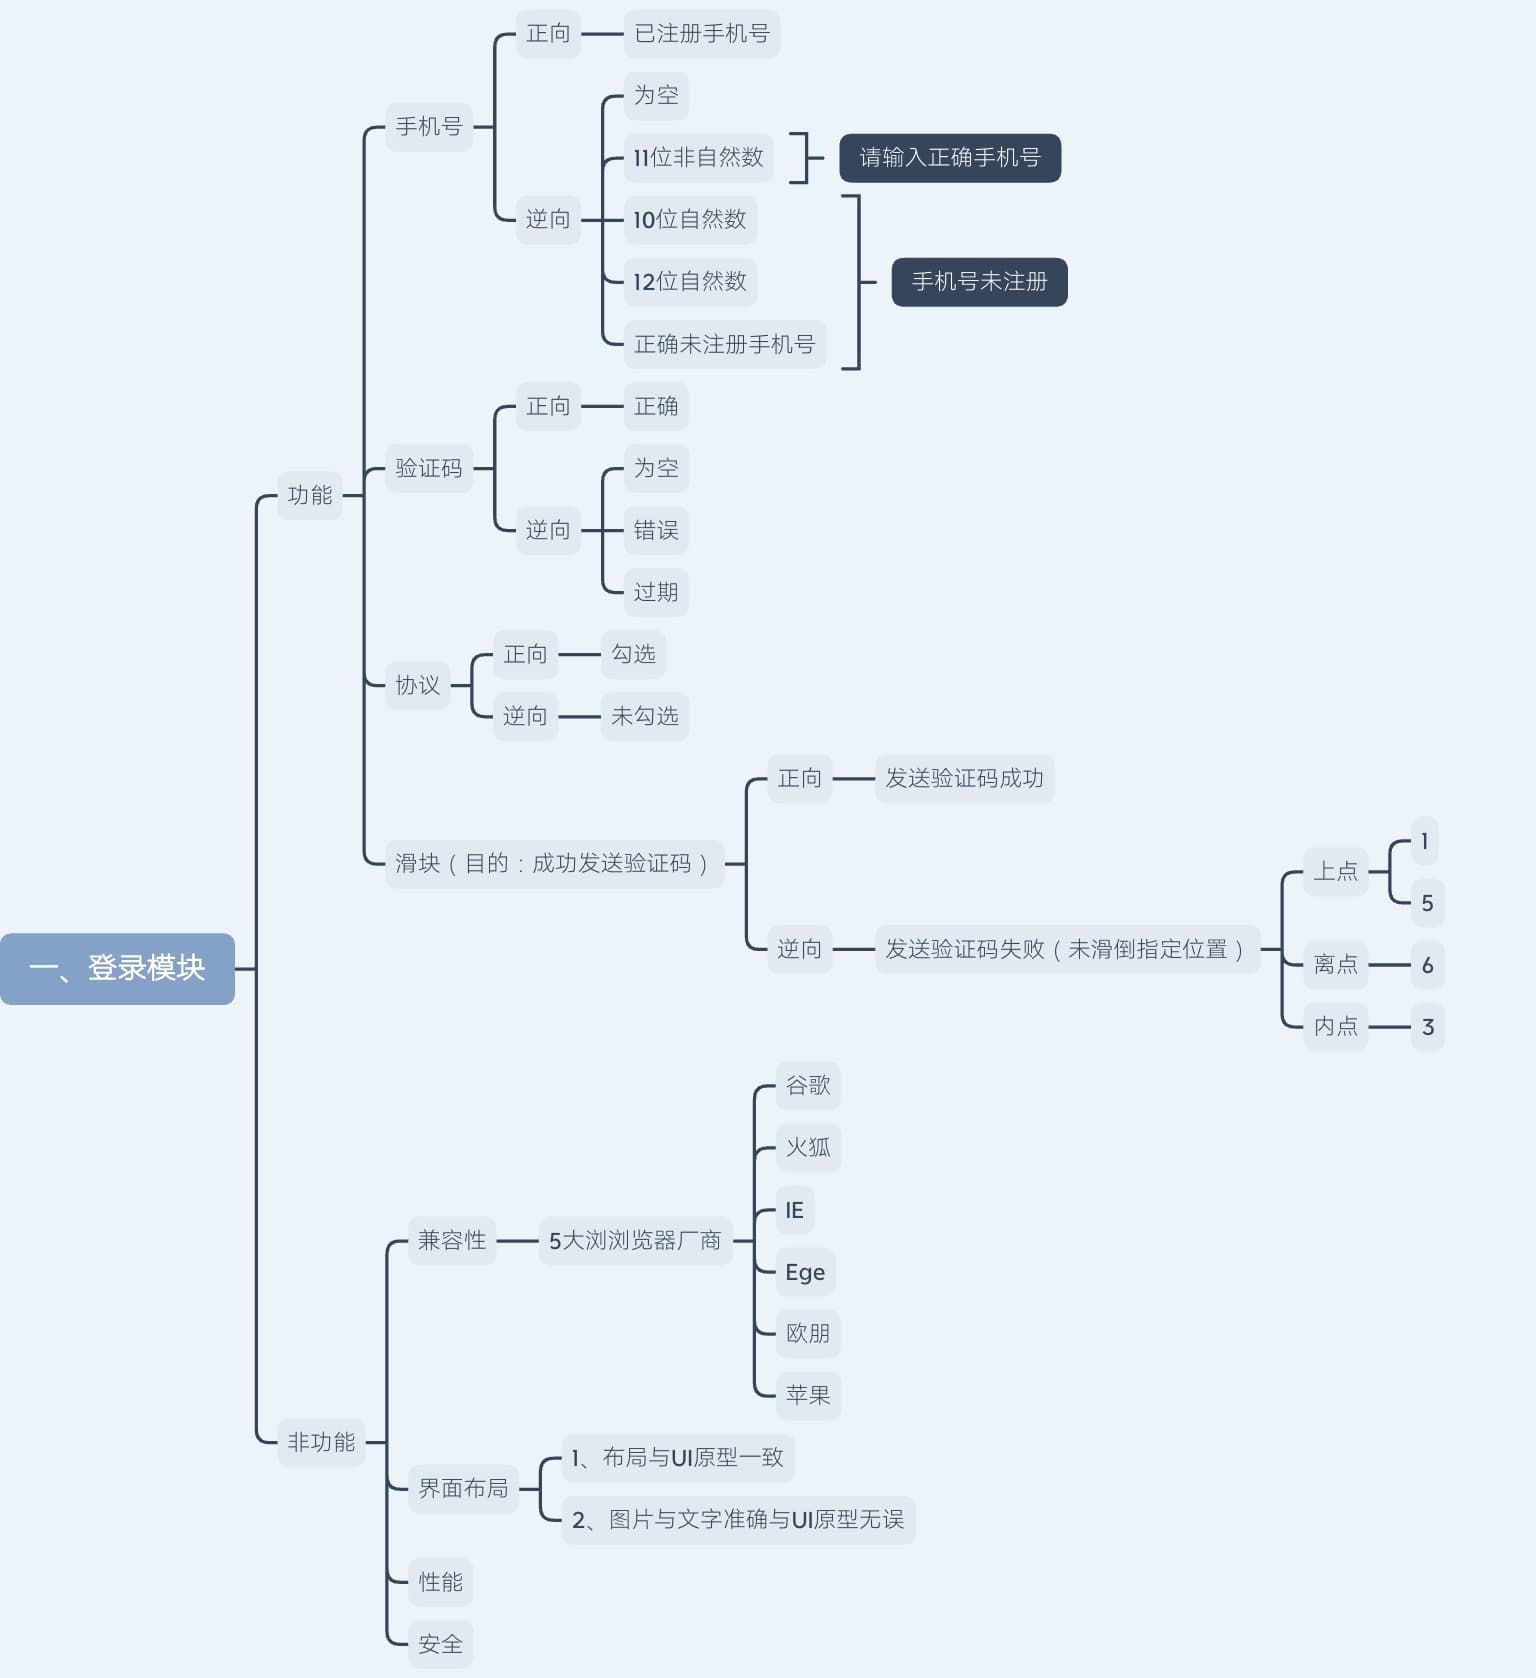 一、登录模块
功能
手机号
正向
已注册手机号
逆向
为空
11位非自然数
请输入正确手机号
10位自然数
12位自然数
正确未注册手机号
手机号未注册
验证码
正向
正确
逆向
为空
错误
过期
协议
正向
勾选
逆向
未勾选
滑块（目的：成功发送验证码）
正向
发送验证码成功
逆向
发送验证码失败（未滑倒指定位置）
上点
1
5
离点
6
内点
3
非功能
兼容性
5大浏浏览器厂商
谷歌
火狐
IE
Ege
欧朋
苹果
界面布局
1、布局与UI原型一致
2、图片与文字准确与UI原型无误
性能
安全